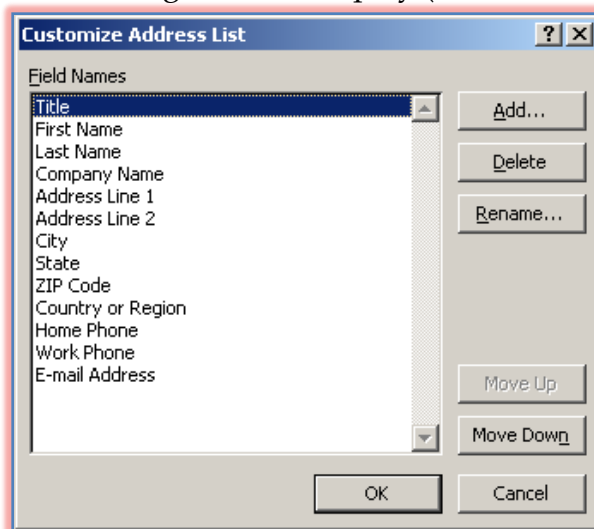 Customize Address List
Field Names
Title
First Name
Last Name
Company Name
Address Line 1
Address Line 2
City
State
ZIP Code
Country or Region
Home Phone
Work Phone
E-mail Address
Add...
Delete
Rename...
Move Up
Move Down
OK
Cancel